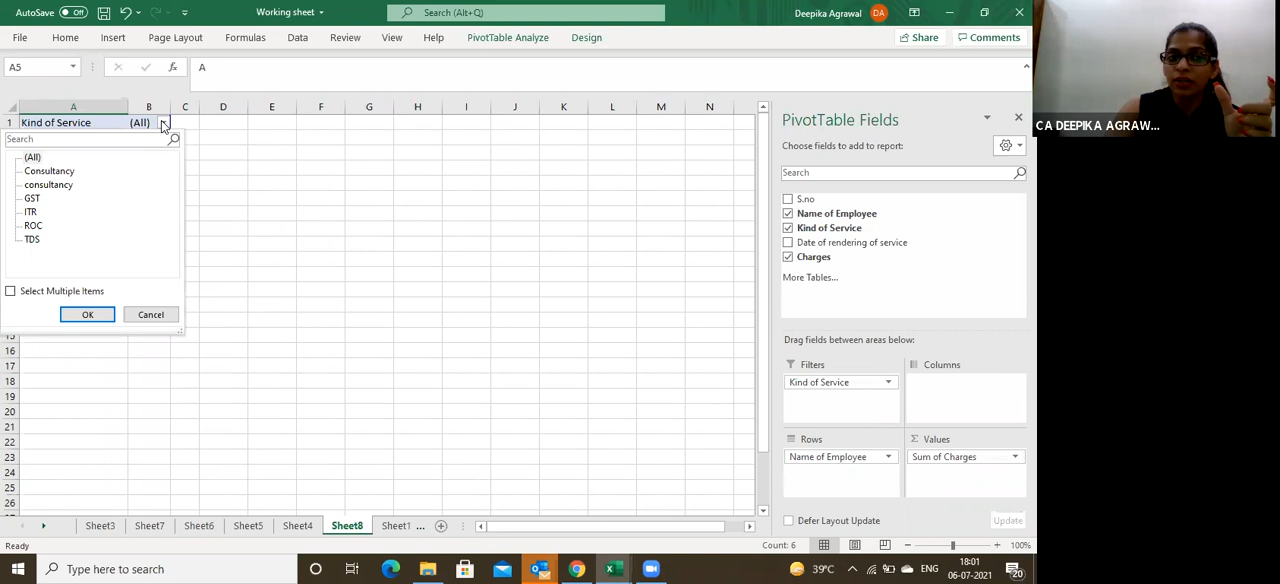 AutoSave Off Working sheet Search (Alt+Q) Deepika Agrawal DA
File Home Insert Page Layout Formulas Data Review View Help PivotTable Analyze Design Share Comments
A5 fx A
A B C D E F G H I J K L M N
1 Kind of Service (All)
Search
(All)
Consultancy
consultancy
GST
ITR
ROC
TDS
Select Multiple Items
OK Cancel
15
16
17
18
19
20
21
22
23
24
25
26
PivotTable Fields
Choose fields to add to report:
Search
S.no
Name of Employee
Kind of Service
Date of rendering of service
Charges
More Tables...
Drag fields between areas below:
Filters Columns
Kind of Service
Rows Σ Values
Name of Employee Sum of Charges
Defer Layout Update Update
Sheet3 Sheet7 Sheet6 Sheet5 Sheet4 Sheet8 Sheet1 ...
Ready Count: 6 100%
Type here to search 39°C ENG 18:01 06-07-2021 20
CA DEEPIKA AGRAW...